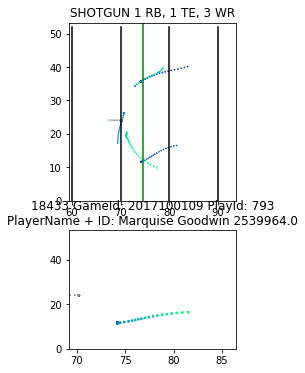 SHOTGUN 1 RB, 1 TE, 3 WR
50
40
30
20
10
0
60 70 80 90
18433 GameId: 2017100109 PlayId: 793
PlayerName + ID: Marquise Goodwin 2539964.0
40
20
0
70 75 80 85